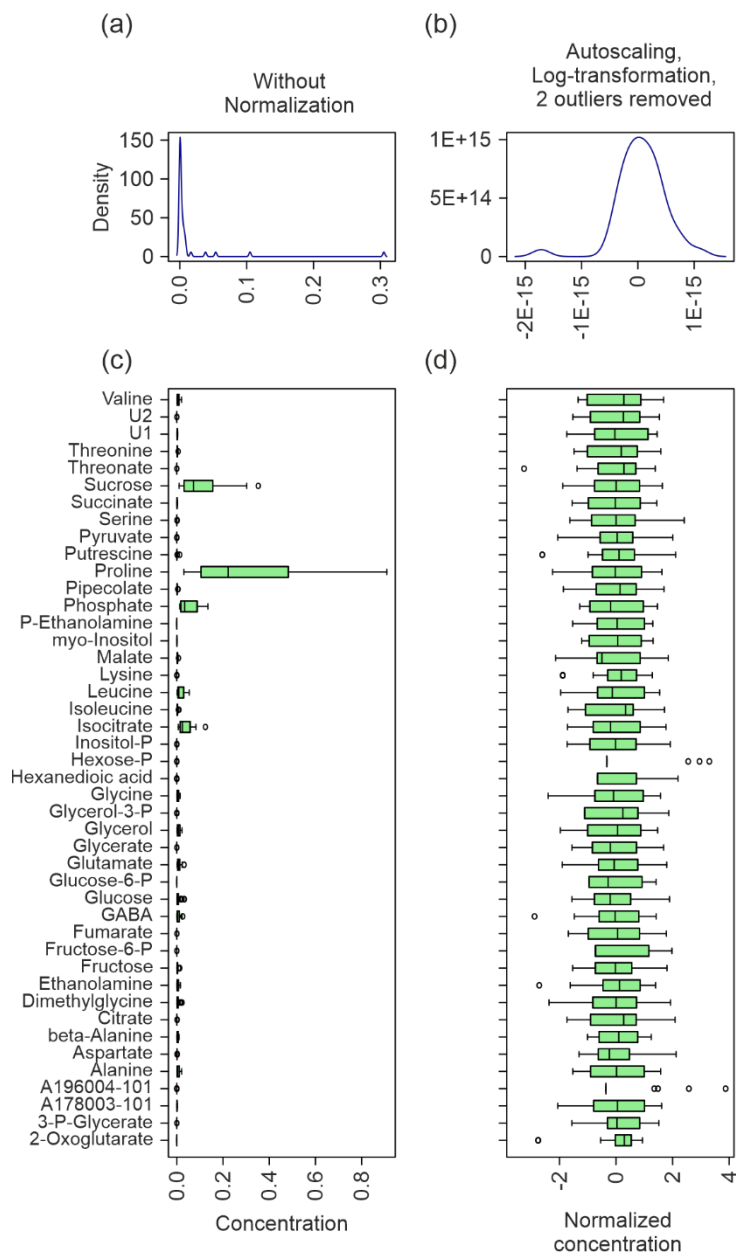 (a)
(b)
Without
Normalization
Autoscaling,
Log-transformation,
2 outliers removed
Density
150
100
50
0
0.0
0.1
0.2
0.3
1E+15
5E+14
0
-2E-15
-1E-15
0
1E-15
(c)
(d)
Valine
U2
U1
Threonine
Threonate
Sucrose
Succinate
Serine
Pyruvate
Putrescine
Proline
Pipecolate
Phosphate
P-Ethanolamine
myo-Inositol
Malate
Lysine
Leucine
Isoleucine
Isocitrate
Inositol-P
Hexose-P
Hexanedioic acid
Glycine
Glycerol-3-P
Glycerol
Glycerate
Glutamate
Glucose-6-P
Glucose
GABA
Fumarate
Fructose-6-P
Fructose
Ethanolamine
Dimethylglycine
Citrate
beta-Alanine
Aspartate
Alanine
A196004-101
A178003-101
3-P-Glycerate
2-Oxoglutarate
0.0
0.2
0.4
0.6
0.8
Concentration
-2
0
2
4
Normalized
concentration